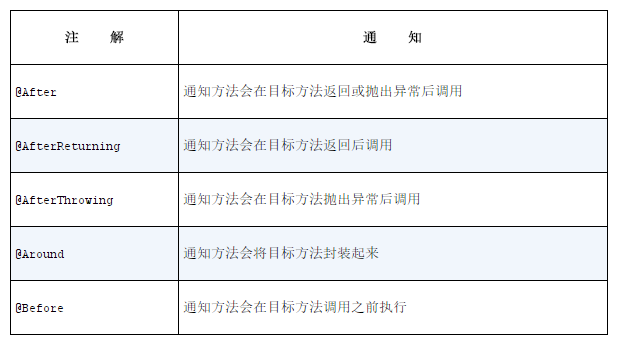 注 解 通 知
@After 通知方法会在目标方法返回或抛出异常后调用
@AfterReturning 通知方法会在目标方法返回后调用
@AfterThrowing 通知方法会在目标方法抛出异常后调用
@Around 通知方法会将目标方法封装起来
@Before 通知方法会在目标方法调用之前执行